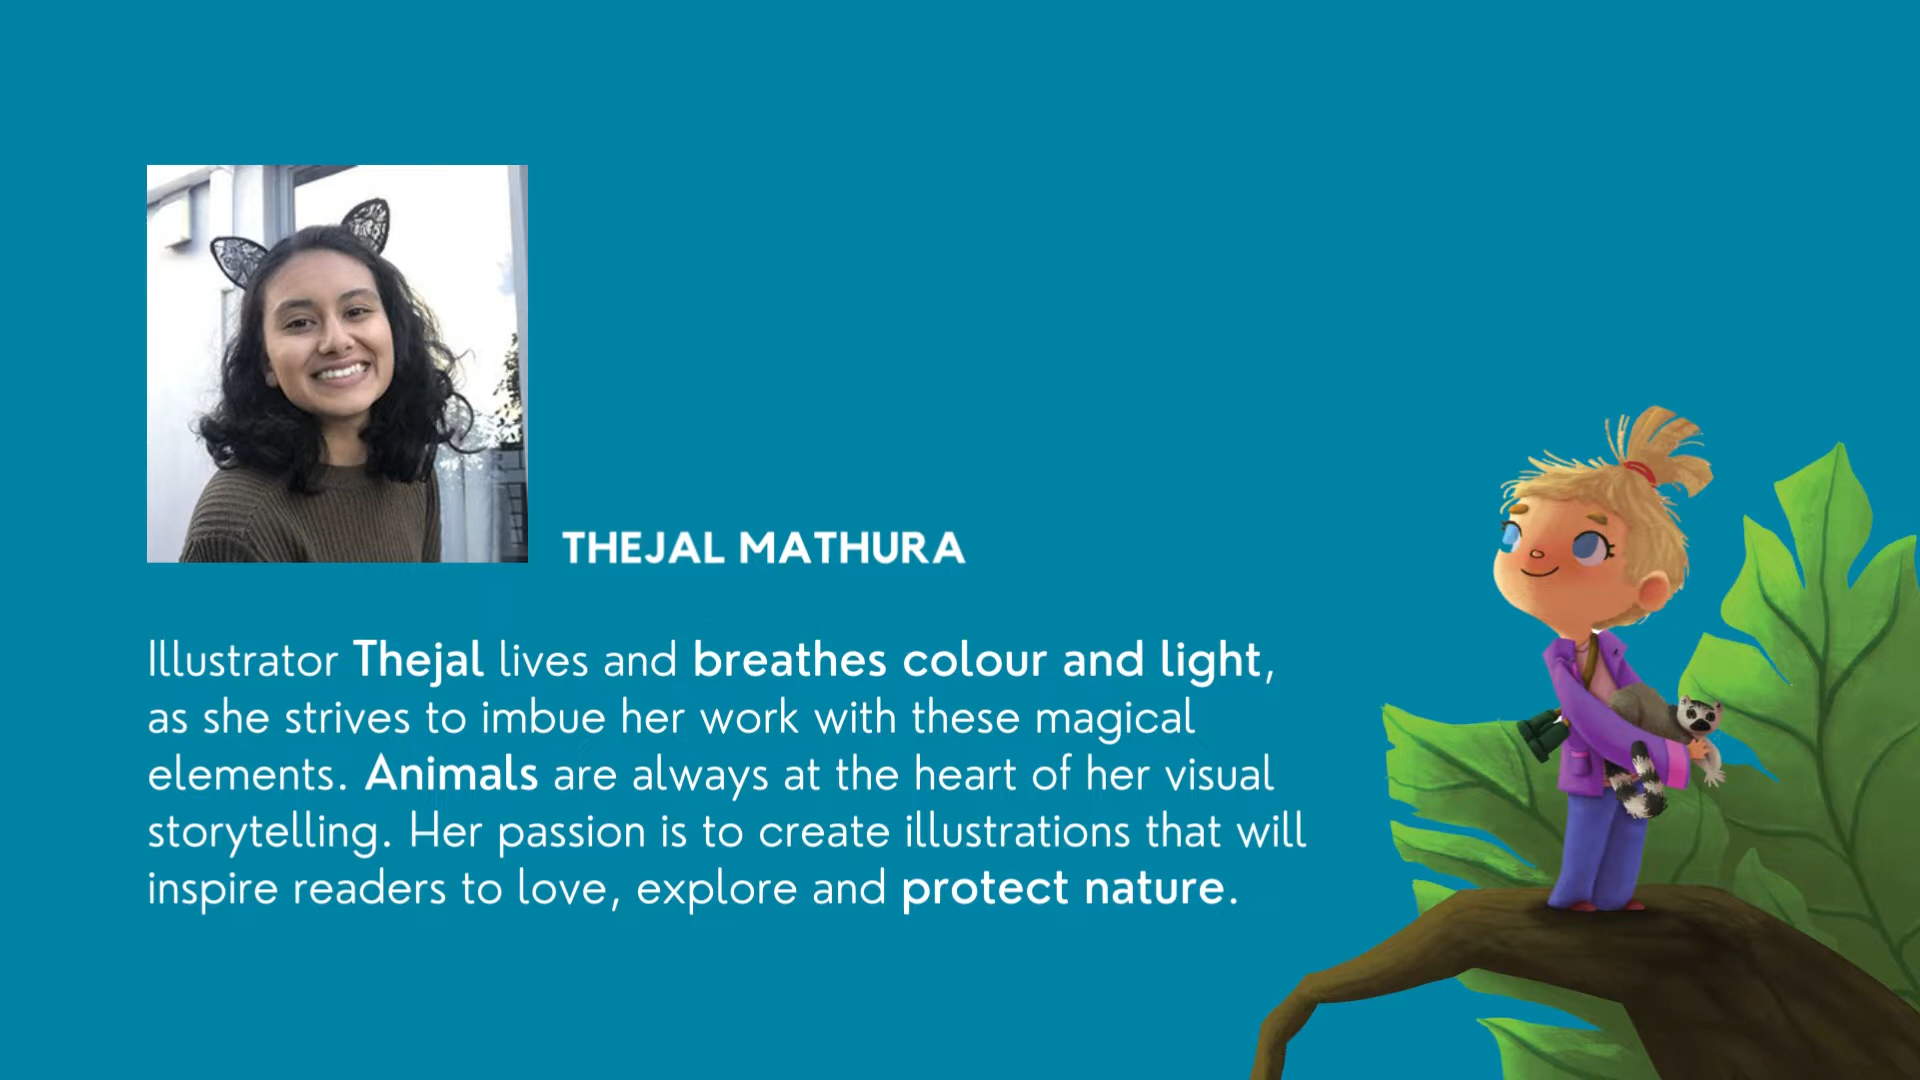 THEJAL MATHURA
Illustrator Thejal lives and breathes colour and light,
as she strives to imbue her work with these magical
elements. Animals are always at the heart of her visual
storytelling. Her passion is to create illustrations that will
inspire readers to love, explore and protect nature.